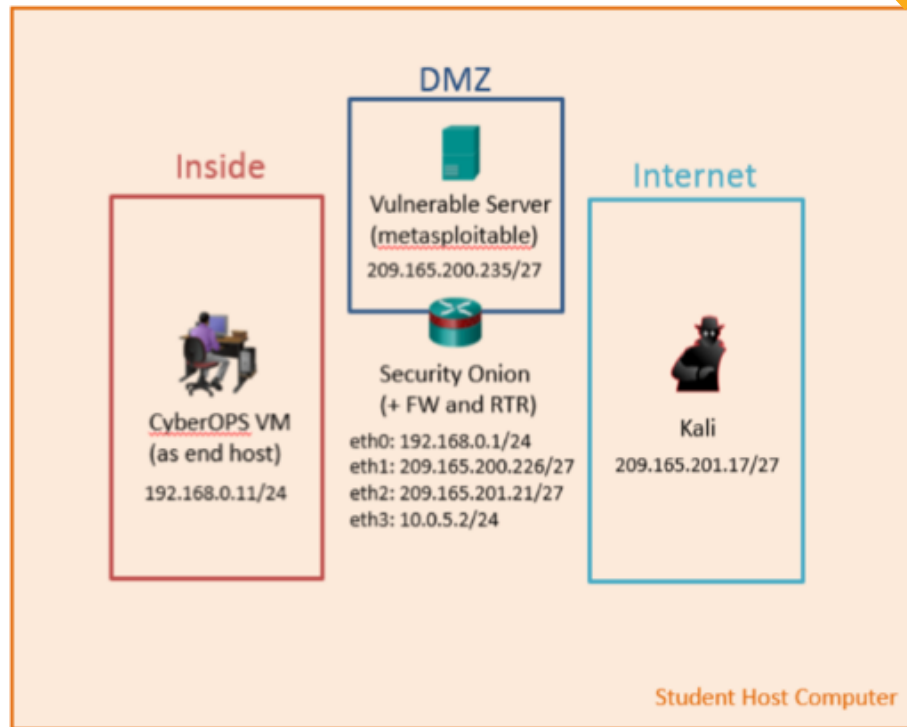 DMZ
Inside
Internet
Vulnerable Server
(metasploitable)
209.165.200.235/27
Security Onion
(+ FW and RTR)
eth0: 192.168.0.1/24
eth1: 209.165.200.226/27
eth2: 209.165.201.21/27
eth3: 10.0.5.2/24
CyberOPS VM
(as end host)
192.168.0.11/24
Kali
209.165.201.17/27
Student Host Computer